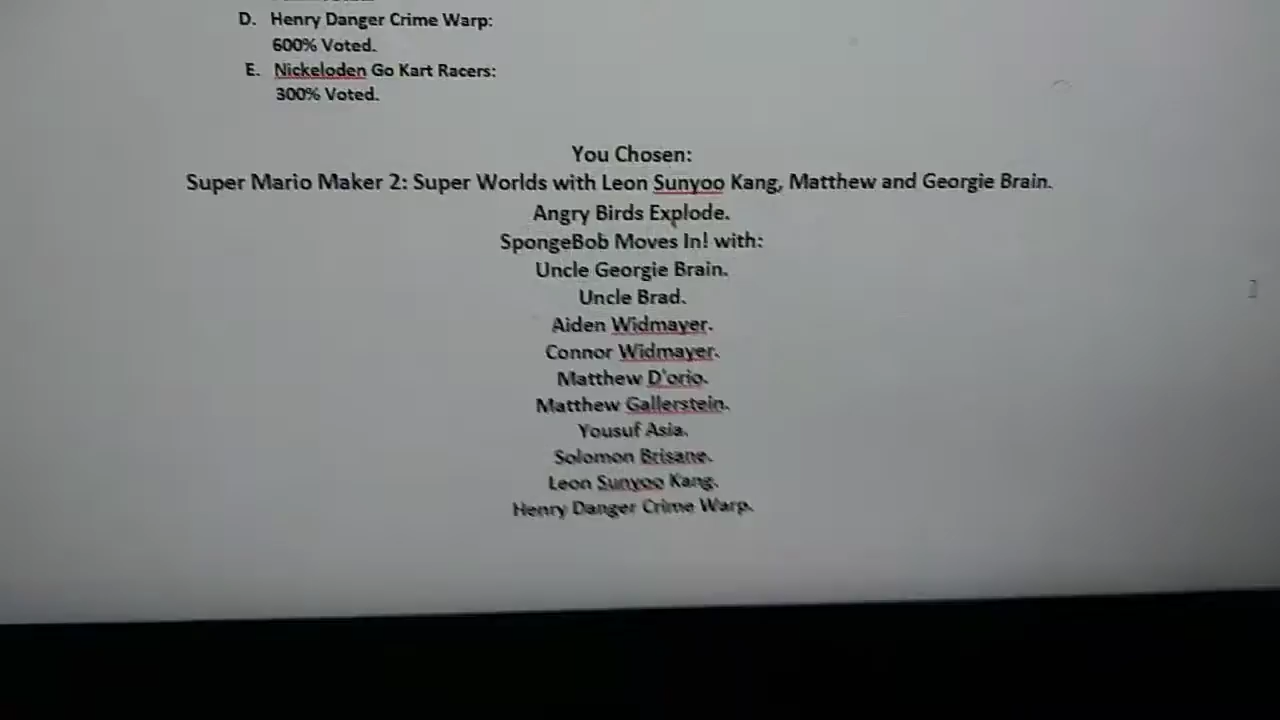 D. Henry Danger Crime Warp:
600% Voted.
E. Nickeloden Go Kart Racers:
300% Voted.
You Chosen:
Super Mario Maker 2: Super Worlds with Leon Sunyoo Kang, Matthew and Georgie Brain.
Angry Birds Explode.
SpongeBob Moves In! with:
Uncle Georgie Brain.
Uncle Brad.
Aiden Widmayer.
Connor Widmayer.
Matthew D'orio.
Matthew Gallerstein.
Yousuf Asia.
Solomon Brisane.
Leon Sunyoo Kang.
Henry Danger Crime Warp.